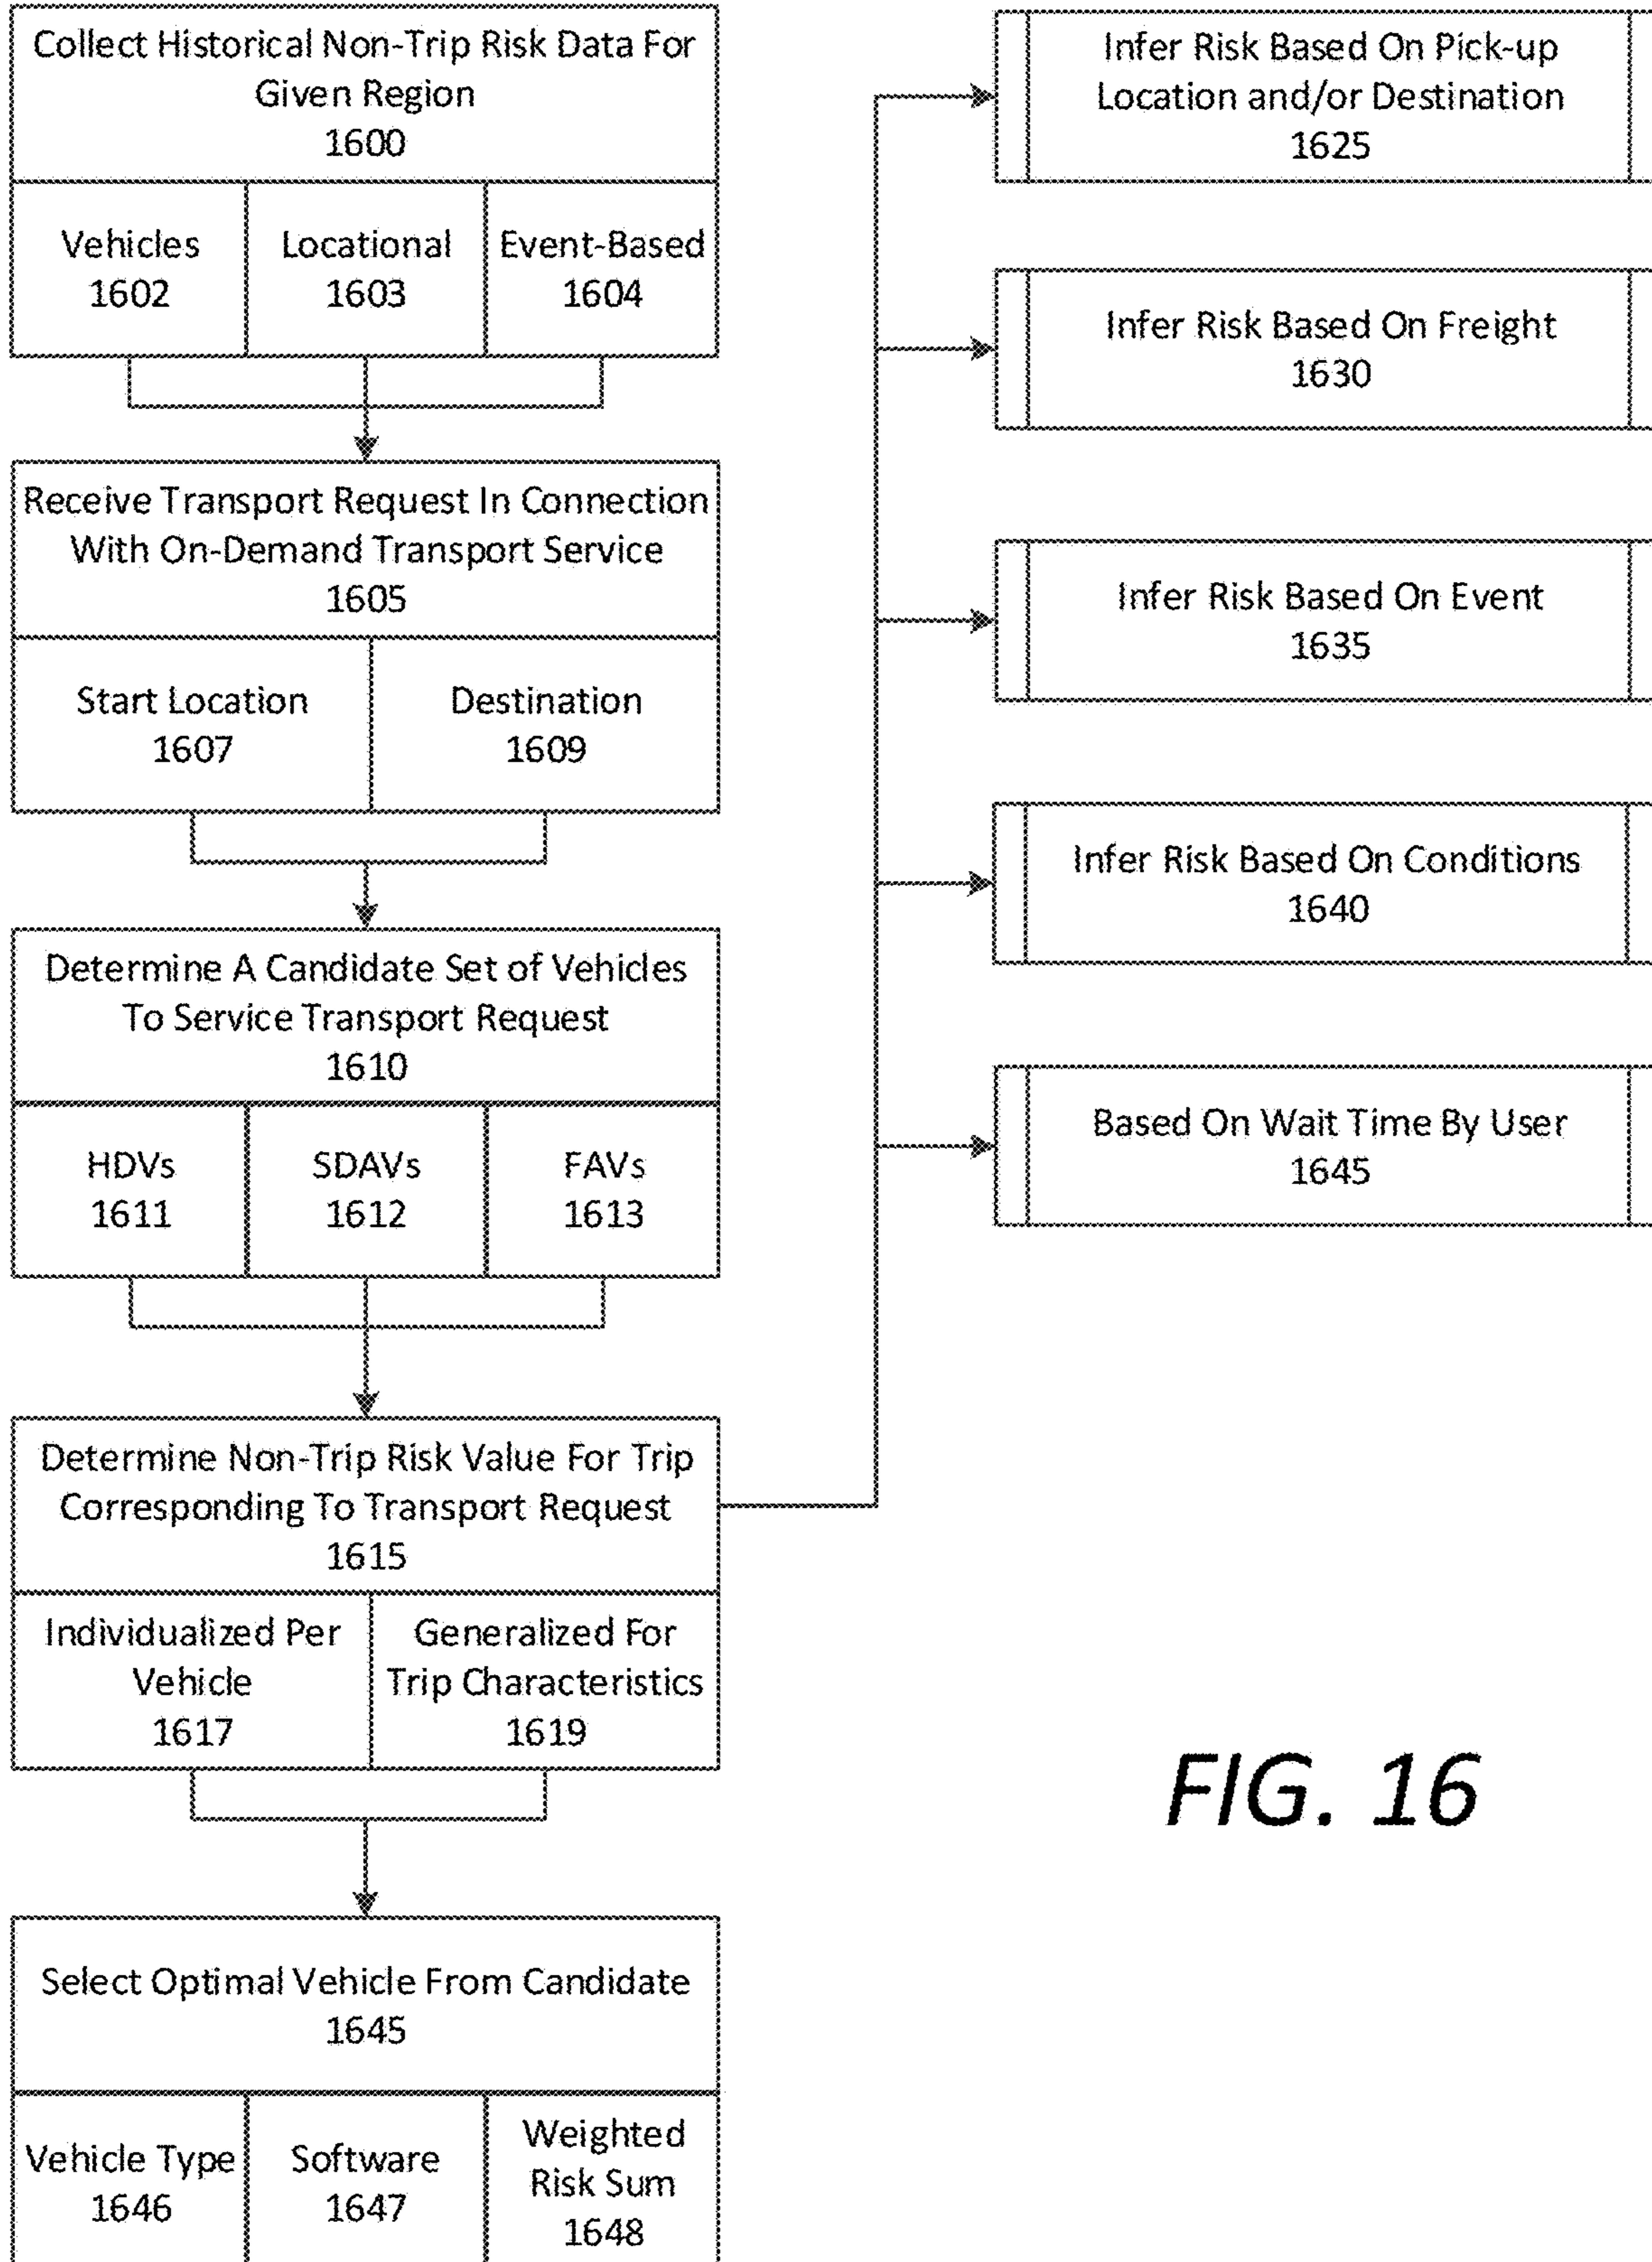 Collect Historical Non-Trip Risk Data For
Given Region
1600
Vehicles
1602
Locational
1603
Event-Based
1604
Receive Transport Request In Connection
With On-Demand Transport Service
1605
Start Location
1607
Destination
1609
Determine A Candidate Set of Vehicles
To Service Transport Request
1610
HDVs
1611
SDAVs
1612
FAVs
1613
Determine Non-Trip Risk Value For Trip
Corresponding To Transport Request
1615
Individualized Per
Vehicle
1617
Generalized For
Trip Characteristics
1619
Select Optimal Vehicle From Candidate
1645
Vehicle Type
1646
Software
1647
Weighted
Risk Sum
1648
Infer Risk Based On Pick-up
Location and/or Destination
1625
Infer Risk Based On Freight
1630
Infer Risk Based On Event
1635
Infer Risk Based On Conditions
1640
Based On Wait Time By User
1645
FIG. 16